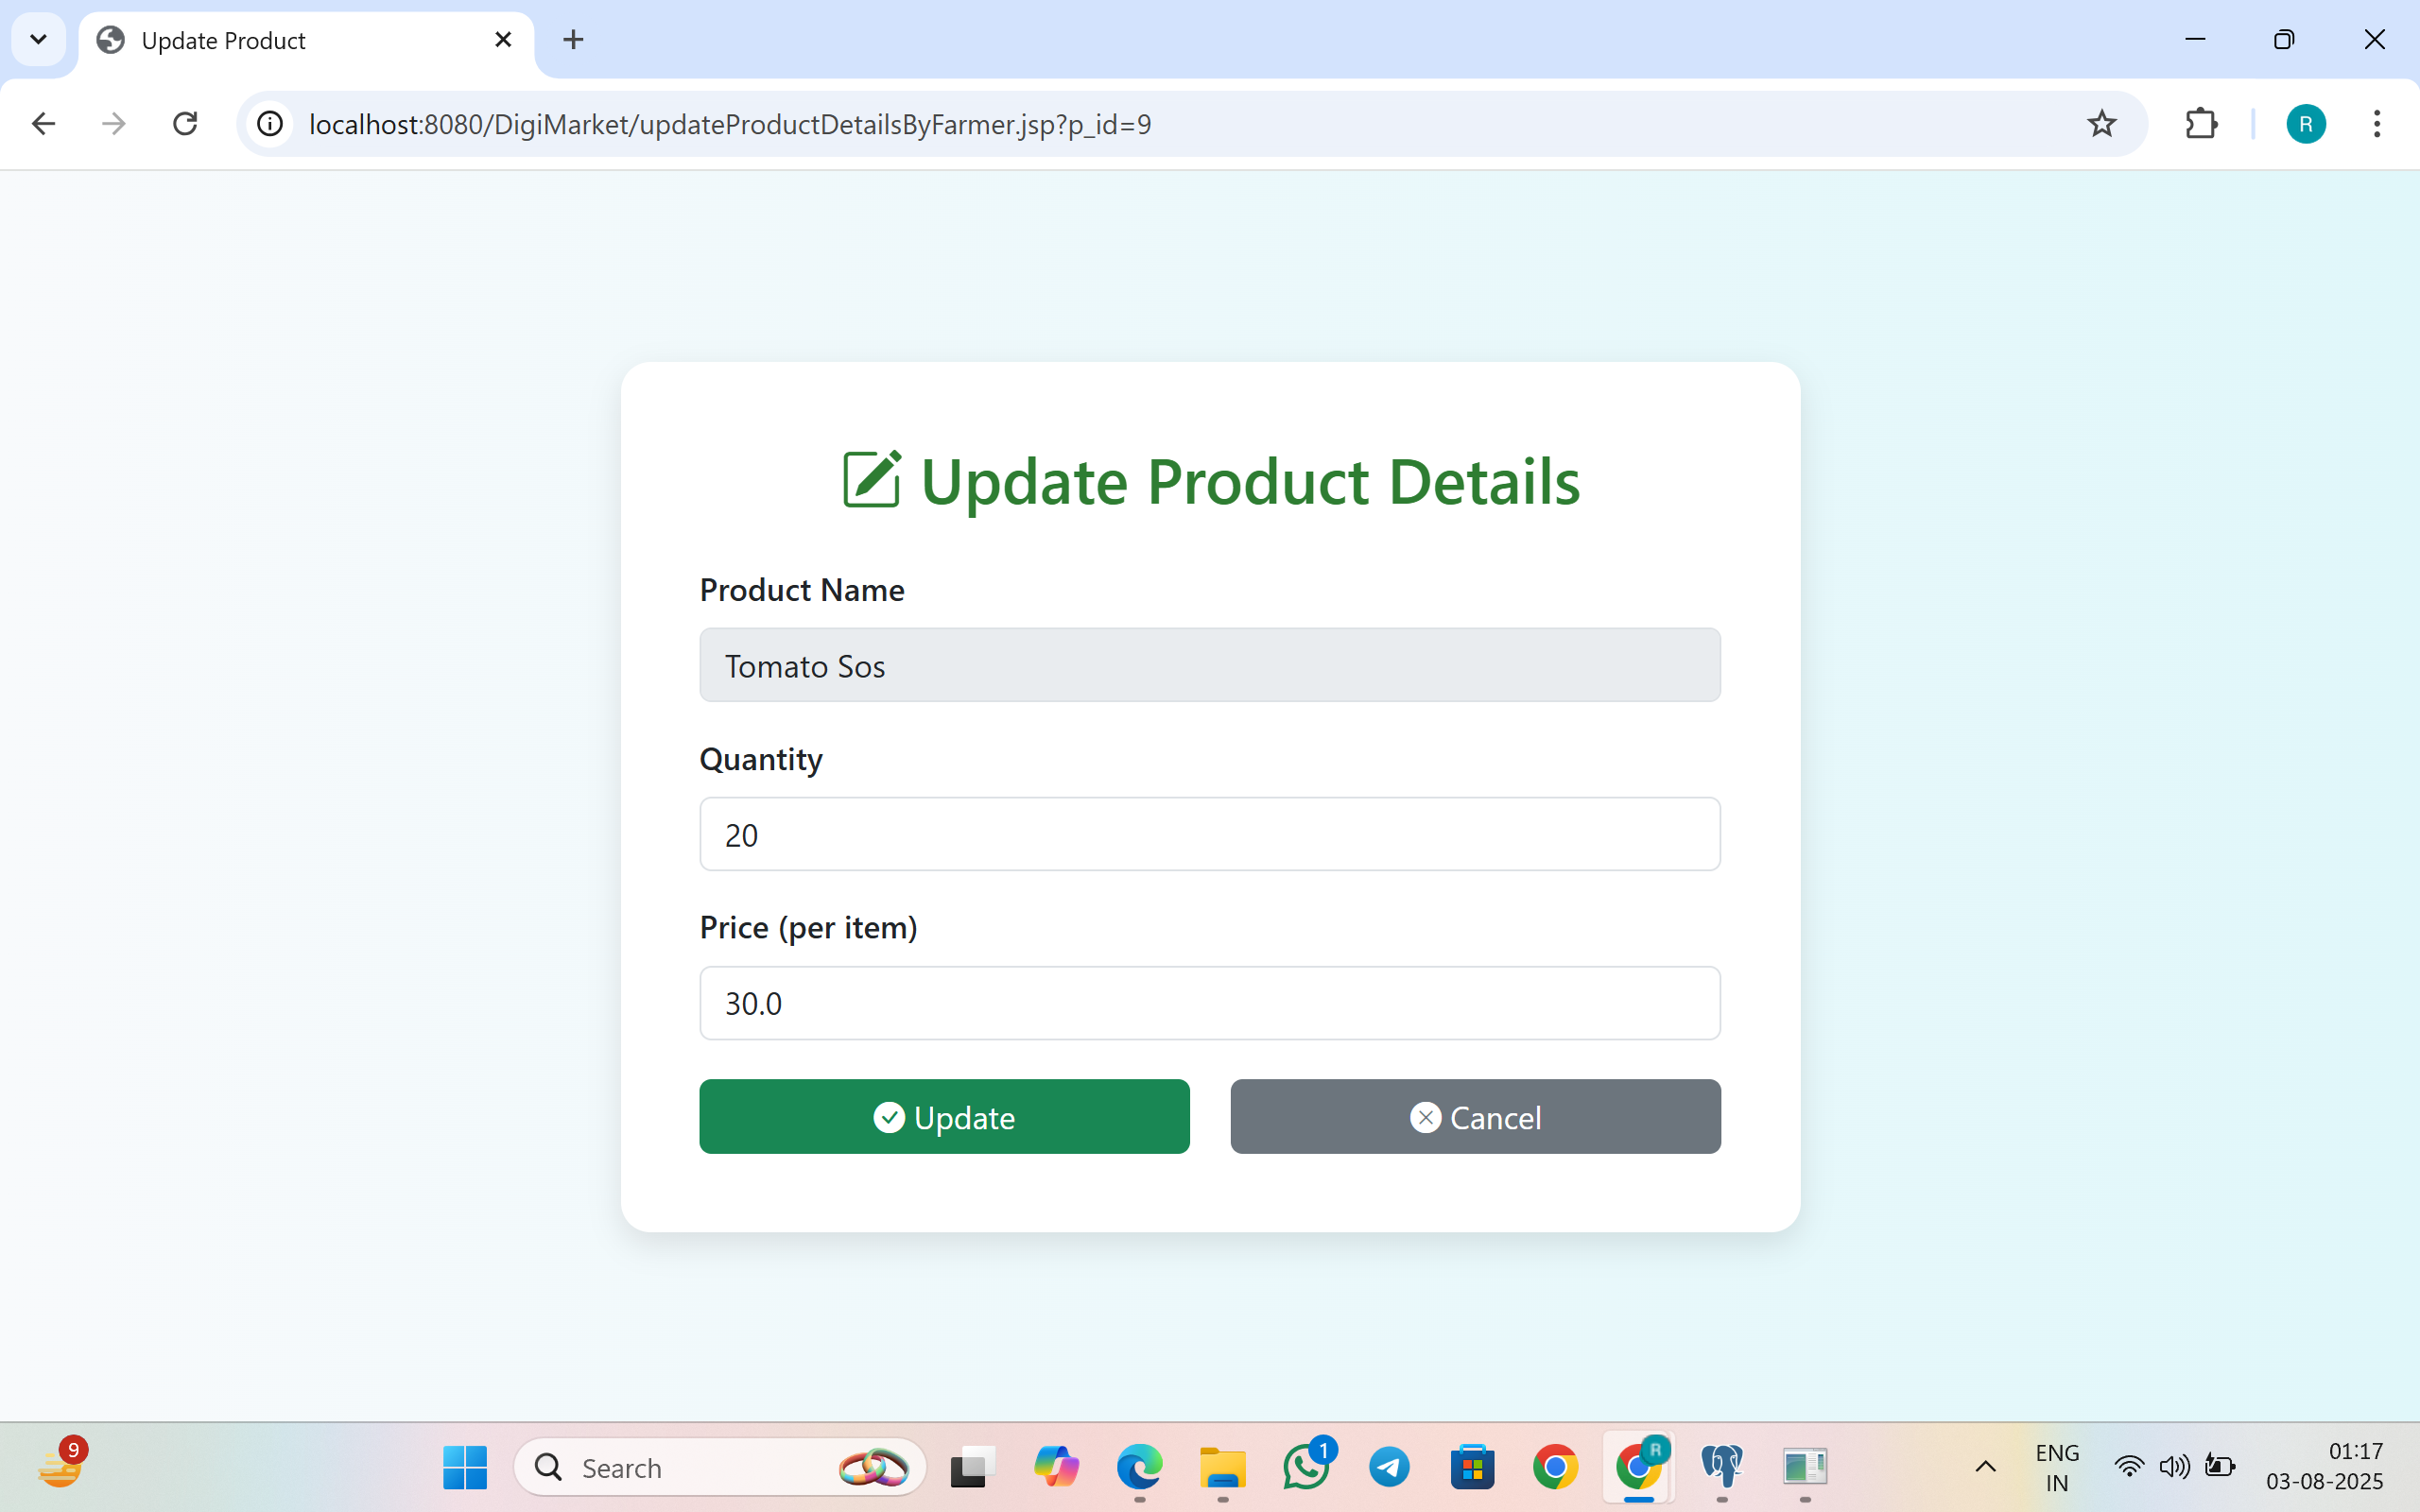 Update Product
localhost:8080/DigiMarket/updateProductDetailsByFarmer.jsp?p_id=9
R
Update Product Details
Product Name
Tomato Sos
Quantity
20
Price (per item)
30.0
Update
Cancel
9
Search
1
R
ENG
IN
01:17
03-08-2025